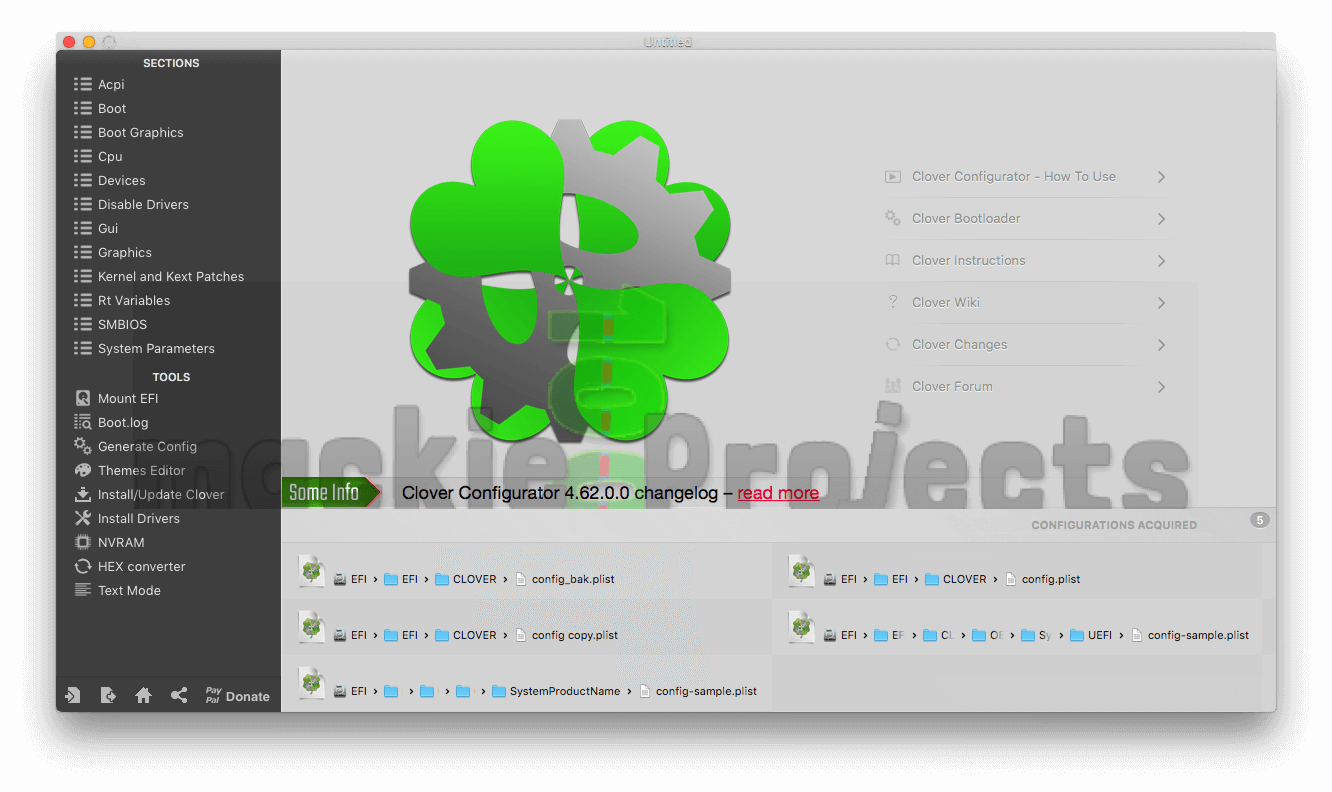 Untitled
SECTIONS
Acpi
Boot
Boot Graphics
Cpu
Devices
Disable Drivers
Gui
Graphics
Kernel and Kext Patches
Rt Variables
SMBIOS
System Parameters
TOOLS
Mount EFI
Boot.log
Generate Config
Themes Editor
Install/Update Clover
Install Drivers
NVRAM
HEX converter
Text Mode
Pay
Pal Donate
Clover Configurator - How To Use
Clover Bootloader
Clover Instructions
? Clover Wiki
Clover Changes
Clover Forum
mackie Projects
Some Info Clover Configurator 4.62.0.0 changelog – read more
CONFIGURATIONS ACQUIRED 5
EFI › EFI › CLOVER › config_bak.plist
EFI › EFI › CLOVER › config.plist
EFI › EFI › CLOVER › config copy.plist
EFI › EF › CL › OE › Sy › UEFI › config-sample.plist
EFI › › › › SystemProductName › config-sample.plist